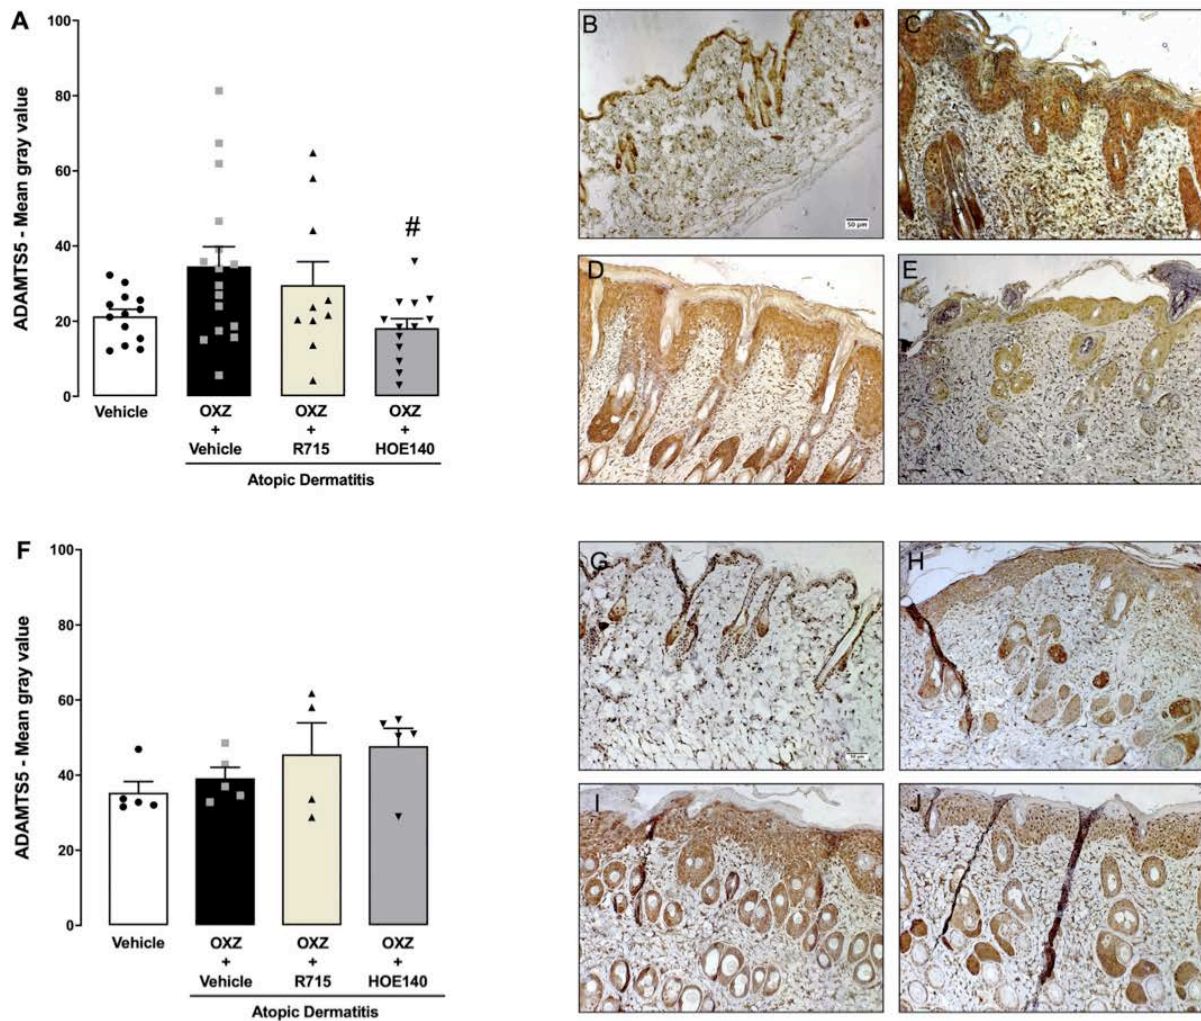 A
ADAMTS5 - Mean gray value
100
80
60
40
20
0
#
Vehicle
OXZ
+
Vehicle
OXZ
+
R715
OXZ
+
HOE140
Atopic Dermatitis
B
50 µm
C
D
E
F
ADAMTS5 - Mean gray value
100
80
60
40
20
0
Vehicle
OXZ
+
Vehicle
OXZ
+
R715
OXZ
+
HOE140
Atopic Dermatitis
G
H
I
J